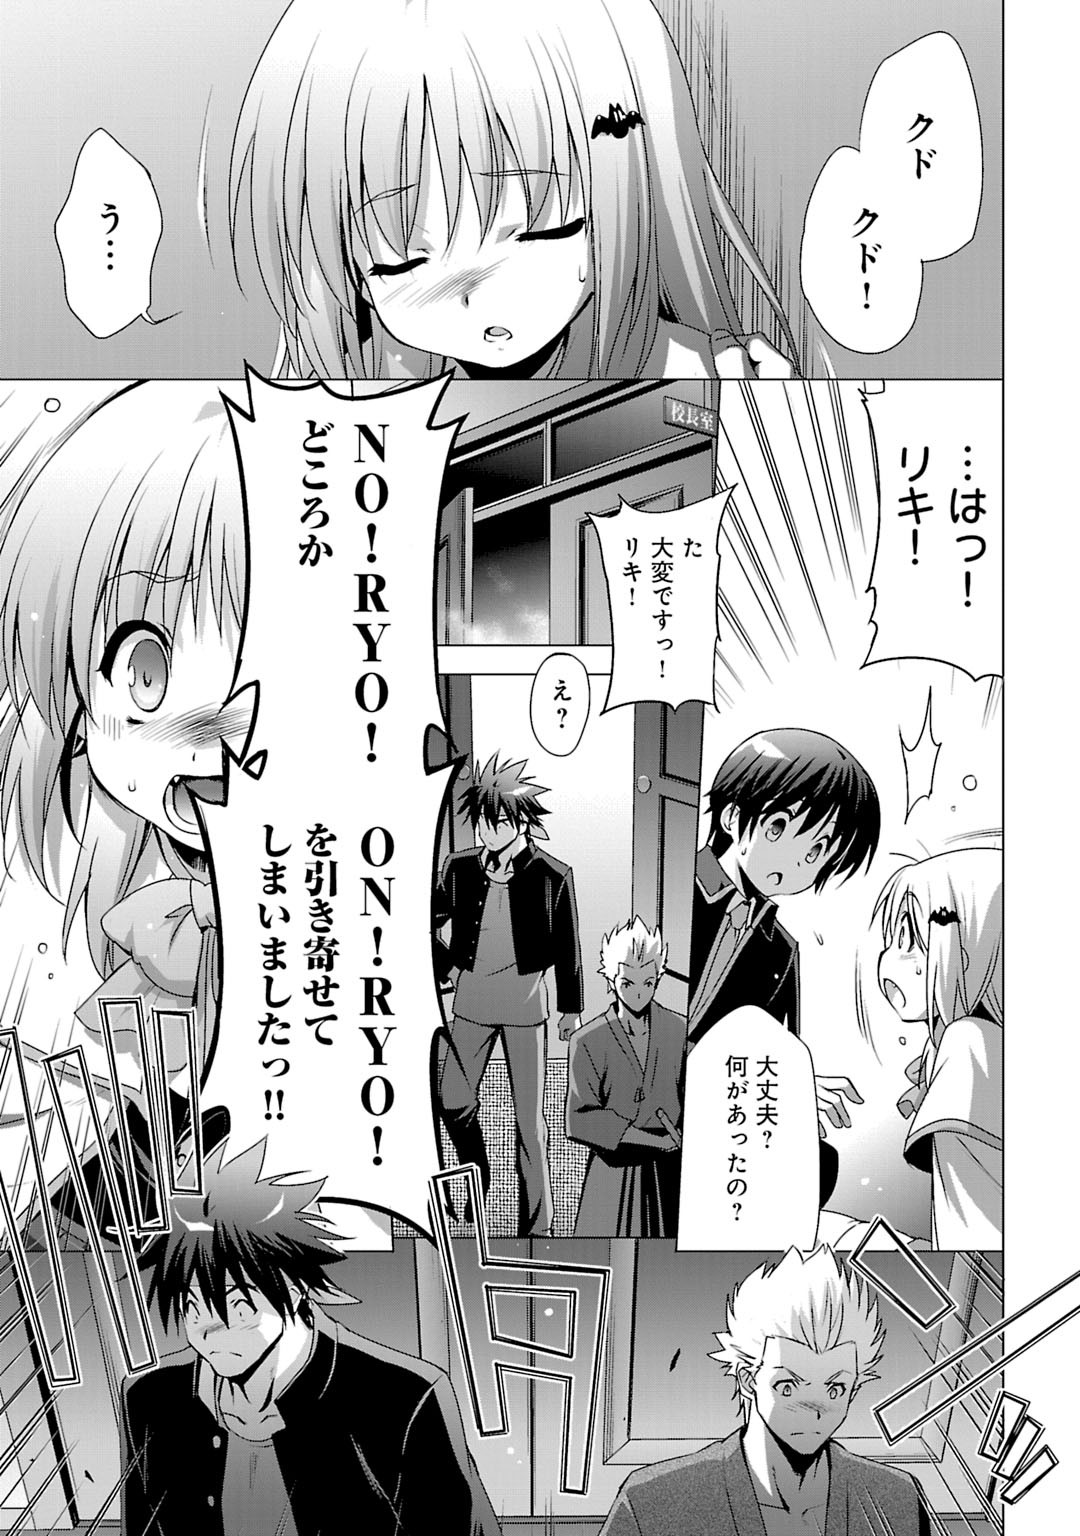 クド
クド！
う…
…はっ！
リキ！
大丈夫？
何があったの？
校長室
た
大変ですっ！
リキ！
え？
NO！RYO！
どころか
ON！RYO！
を引き寄せて
しまいましたっ!!